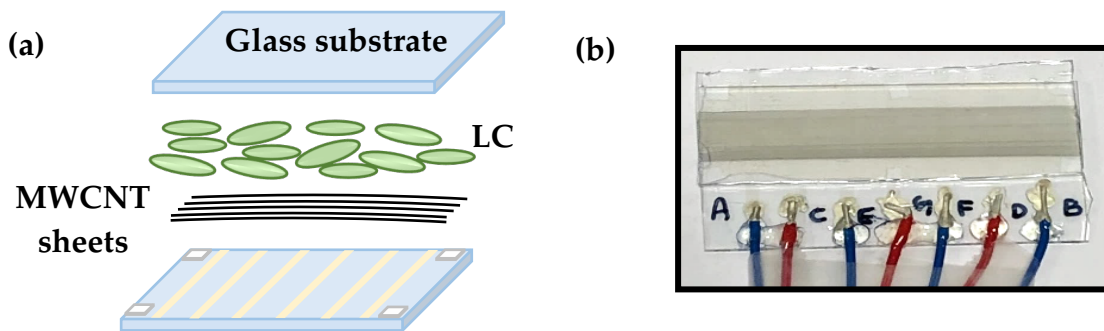 (a)
Glass substrate
LC
MWCNT
sheets
(b)
A C E G F D B